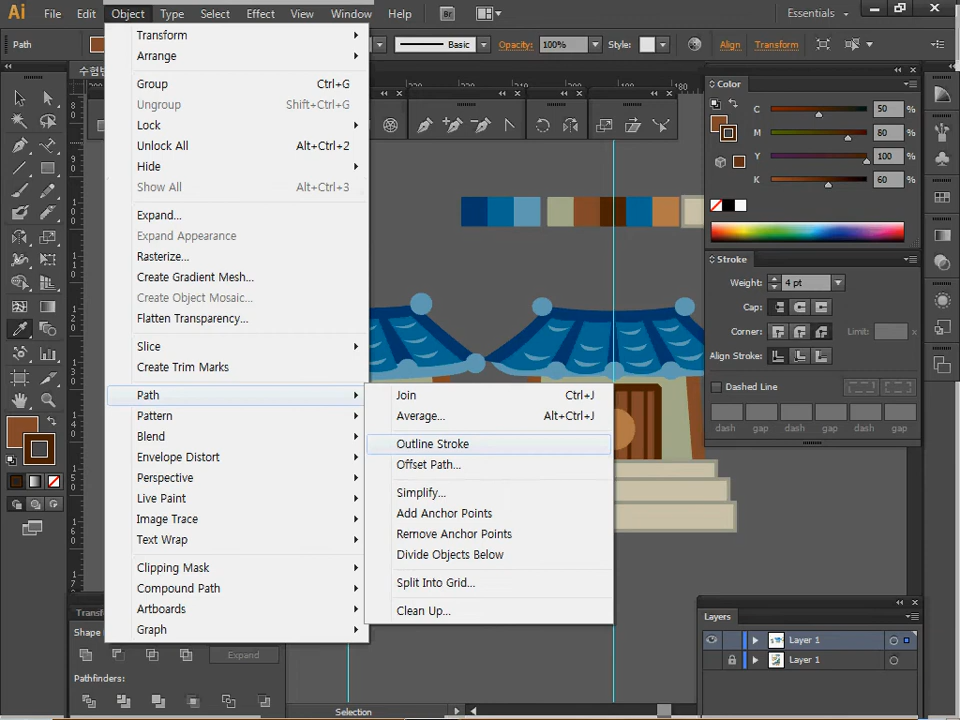 Ai File Edit Object Type Select Effect View Window Help Br Essentials
Path Basic Opacity: 100% Style: Align Transform
Transform
Arrange
Group Ctrl+G
Ungroup Shift+Ctrl+G
Lock
Unlock All Alt+Ctrl+2
Hide
Show All Alt+Ctrl+3
Expand...
Expand Appearance
Rasterize...
Create Gradient Mesh...
Create Object Mosaic...
Flatten Transparency...
Slice
Create Trim Marks
Path
Pattern
Blend
Envelope Distort
Perspective
Live Paint
Image Trace
Text Wrap
Clipping Mask
Compound Path
Artboards
Graph
Join Ctrl+J
Average... Alt+Ctrl+J
Outline Stroke
Offset Path...
Simplify...
Add Anchor Points
Remove Anchor Points
Divide Objects Below
Split Into Grid...
Clean Up...
Color
C 50 %
M 80 %
Y 100 %
K 60 %
Stroke
Weight: 4 pt
Cap:
Corner: Limit: x
Align Stroke:
Dashed Line
dash gap dash gap dash gap
Layers
Layer 1
Layer 1
Transf
Shape
Expand
Pathfinders:
Selection